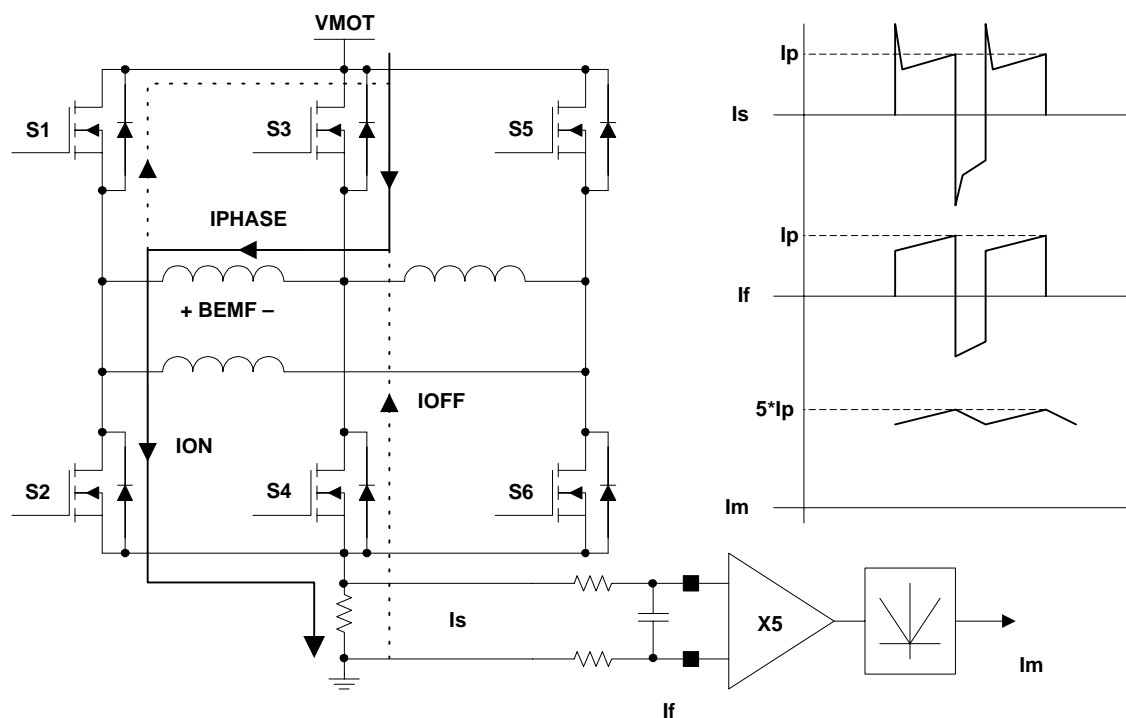 VMOT
S1
S3
S5
IPHASE
+ BEMF –
IOFF
ION
S2
S4
S6
Is
If
X5
Im
Ip
Is
Ip
If
5*Ip
Im